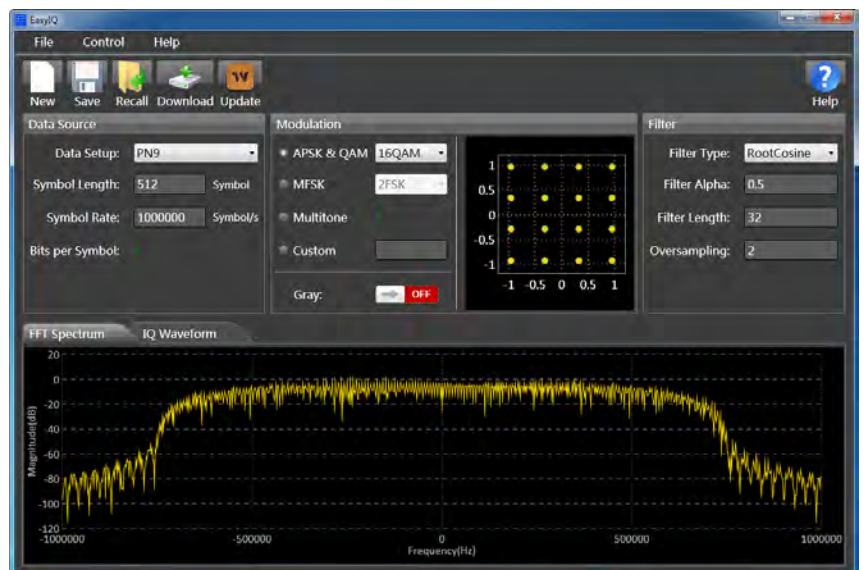 EasyIQ
File Control Help
New Save Recall Download Update Help
Data Source
Data Setup: PN9
Symbol Length: 512 Symbol
Symbol Rate: 1000000 Symbol/s
Bits per Symbol:
Modulation
APSK & QAM 16QAM
MFSK 2FSK
Multitone
Custom
Gray: OFF
1
0.5
0
-0.5
-1
-1 -0.5 0 0.5 1
Filter
Filter Type: RootCosine
Filter Alpha: 0.5
Filter Length: 32
Oversampling: 2
FFT Spectrum IQ Waveform
Magnitude(dB)
20
0
-20
-40
-60
-80
-100
-120
-1000000 -500000 0 500000 1000000
Frequency(Hz)